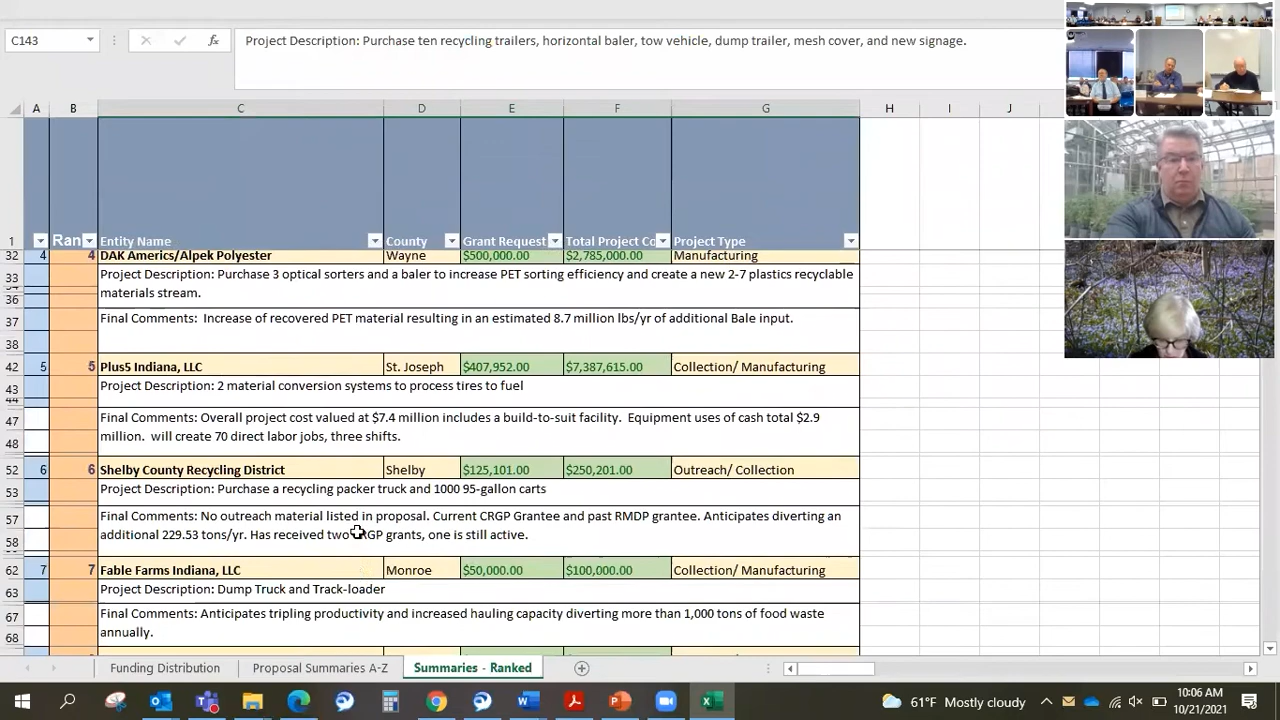 C143
Project Description: Purchase ton recycling trailers, horizontal baler, tow vehicle, dump trailer, mesh cover, and new signage.
A B C D E F G H I J
1 Ran Entity Name County Grant Request Total Project Co Project Type
32 4 4 DAK Americs/Alpek Polyester Wayne $500,000.00 $2,785,000.00 Manufacturing
33 Project Description: Purchase 3 optical sorters and a baler to increase PET sorting efficiency and create a new 2-7 plastics recyclable
materials stream.
36
37 Final Comments: Increase of recovered PET material resulting in an estimated 8.7 million lbs/yr of additional Bale input.
38
42 5 5 Plus5 Indiana, LLC St. Joseph $407,952.00 $7,387,615.00 Collection/ Manufacturing
43 Project Description: 2 material conversion systems to process tires to fuel
44
47 Final Comments: Overall project cost valued at $7.4 million includes a build-to-suit facility. Equipment uses of cash total $2.9
48 million. will create 70 direct labor jobs, three shifts.
52 6 6 Shelby County Recycling District Shelby $125,101.00 $250,201.00 Outreach/ Collection
53 Project Description: Purchase a recycling packer truck and 1000 95-gallon carts
57 Final Comments: No outreach material listed in proposal. Current CRGP Grantee and past RMDP grantee. Anticipates diverting an
58 additional 229.53 tons/yr. Has received two CRGP grants, one is still active.
62 7 7 Fable Farms Indiana, LLC Monroe $50,000.00 $100,000.00 Collection/ Manufacturing
63 Project Description: Dump Truck and Track-loader
67 Final Comments: Anticipates tripling productivity and increased hauling capacity diverting more than 1,000 tons of food waste
68 annually.
Funding Distribution Proposal Summaries A-Z Summaries - Ranked
61°F Mostly cloudy 10:06 AM
10/21/2021